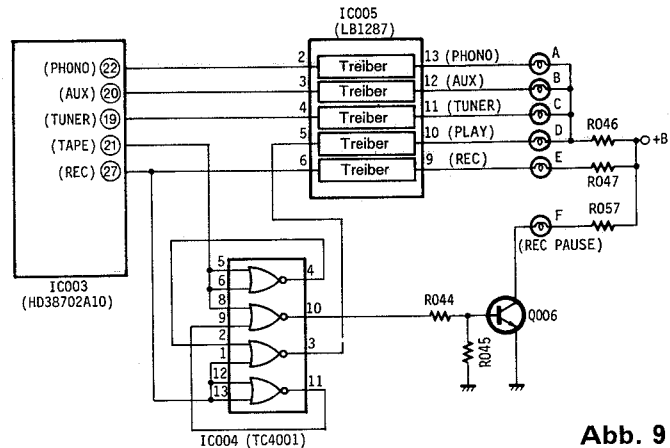 IC005
(LB1287)
(PHONO) 22
(AUX) 20
(TUNER) 19
(TAPE) 21
(REC) 27
IC003
(HD38702A10)
2 Treiber 13 (PHONO) A
3 Treiber 12 (AUX) B
4 Treiber 11 (TUNER) C
5 Treiber 10 (PLAY) D
6 Treiber 9 (REC) E
R046
+B
R047
R057
F
(REC PAUSE)
5
6
4
8
9
10
2
1
3
12
13
11
IC004 (TC4001)
R044
R045
Q006
Abb. 9